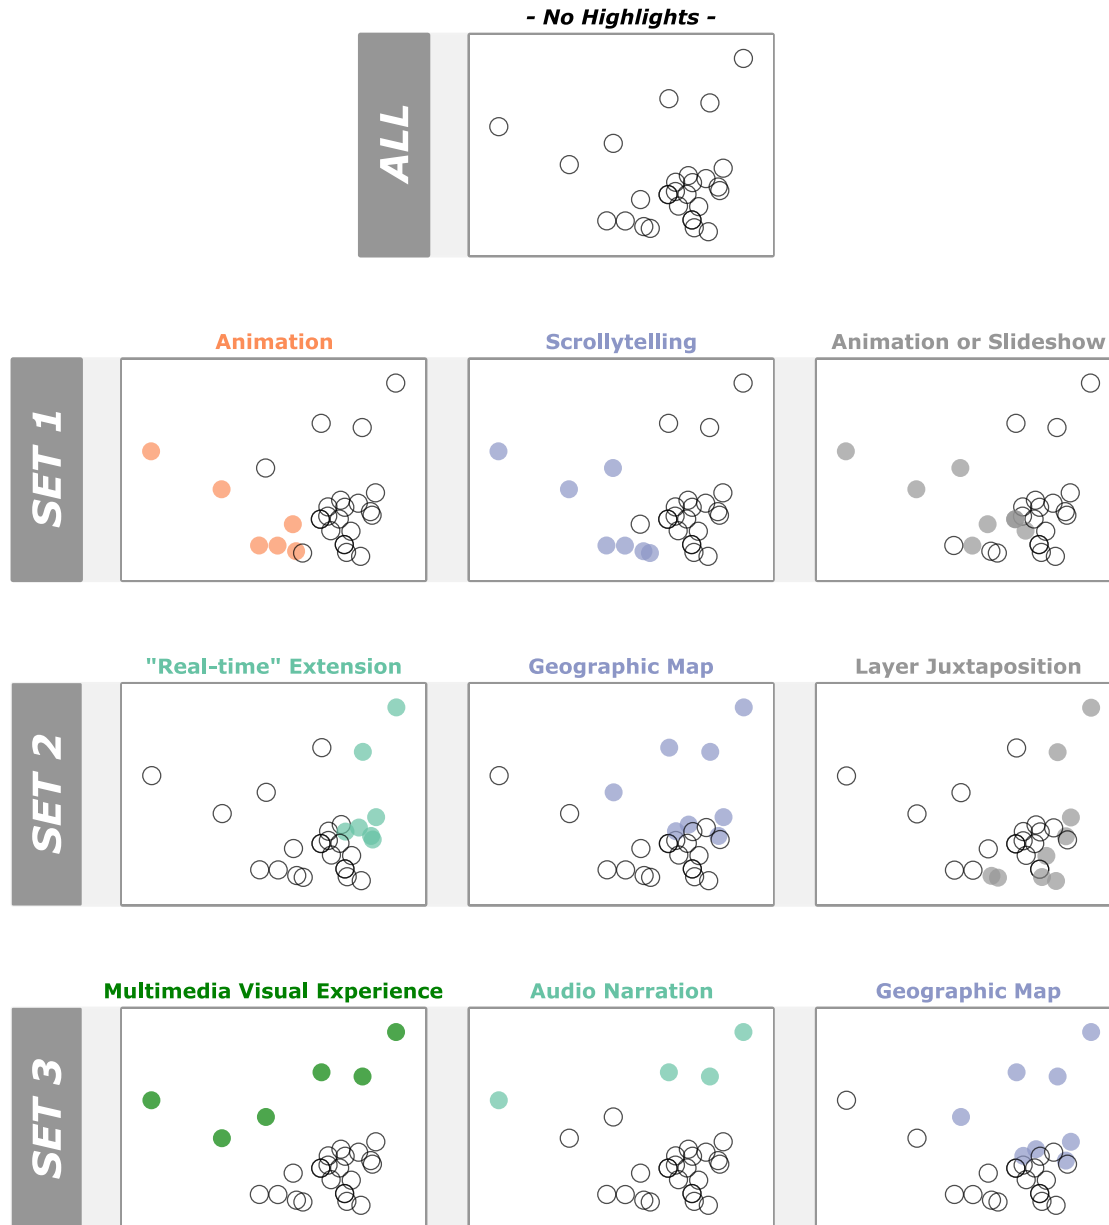 - No Highlights -
ALL
Animation
Scrollytelling
Animation or Slideshow
SET 1
"Real-time" Extension
Geographic Map
Layer Juxtaposition
SET 2
Multimedia Visual Experience
Audio Narration
Geographic Map
SET 3